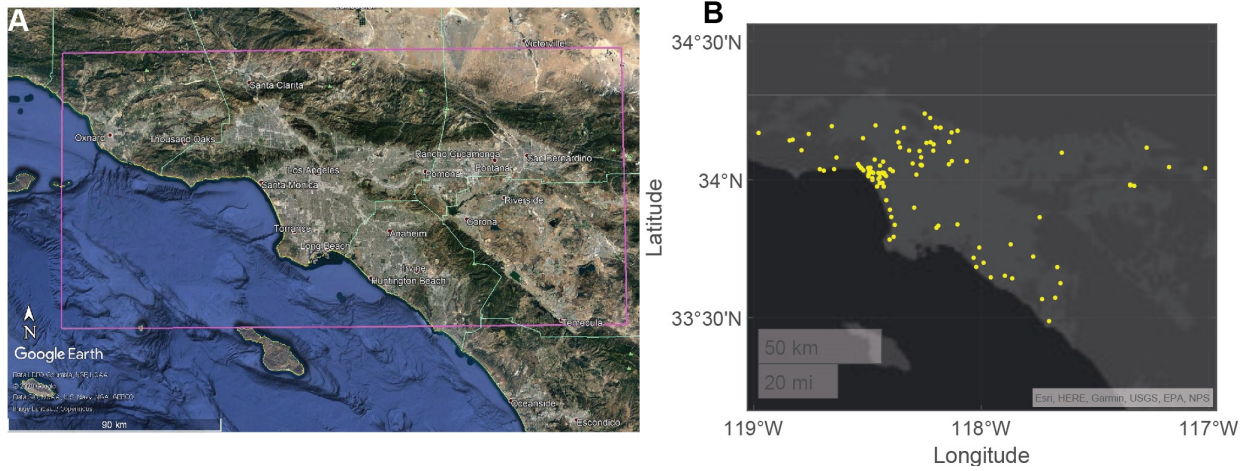 A
Victorville
Santa Clarita
Oxnard
Thousand Oaks
Rancho Cucamonga
San Bernardino
Fontana
Los Angeles
Pomona
Santa Monica
Riverside
Corona
Torrance
Anaheim
Long Beach
Irvine
Huntington Beach
N
Temecula
Google Earth
Oceanside
Escondido
90 km
B
34°30'N
34°N
33°30'N
Latitude
50 km
20 mi
Esri, HERE, Garmin, USGS, EPA, NPS
119°W
118°W
117°W
Longitude